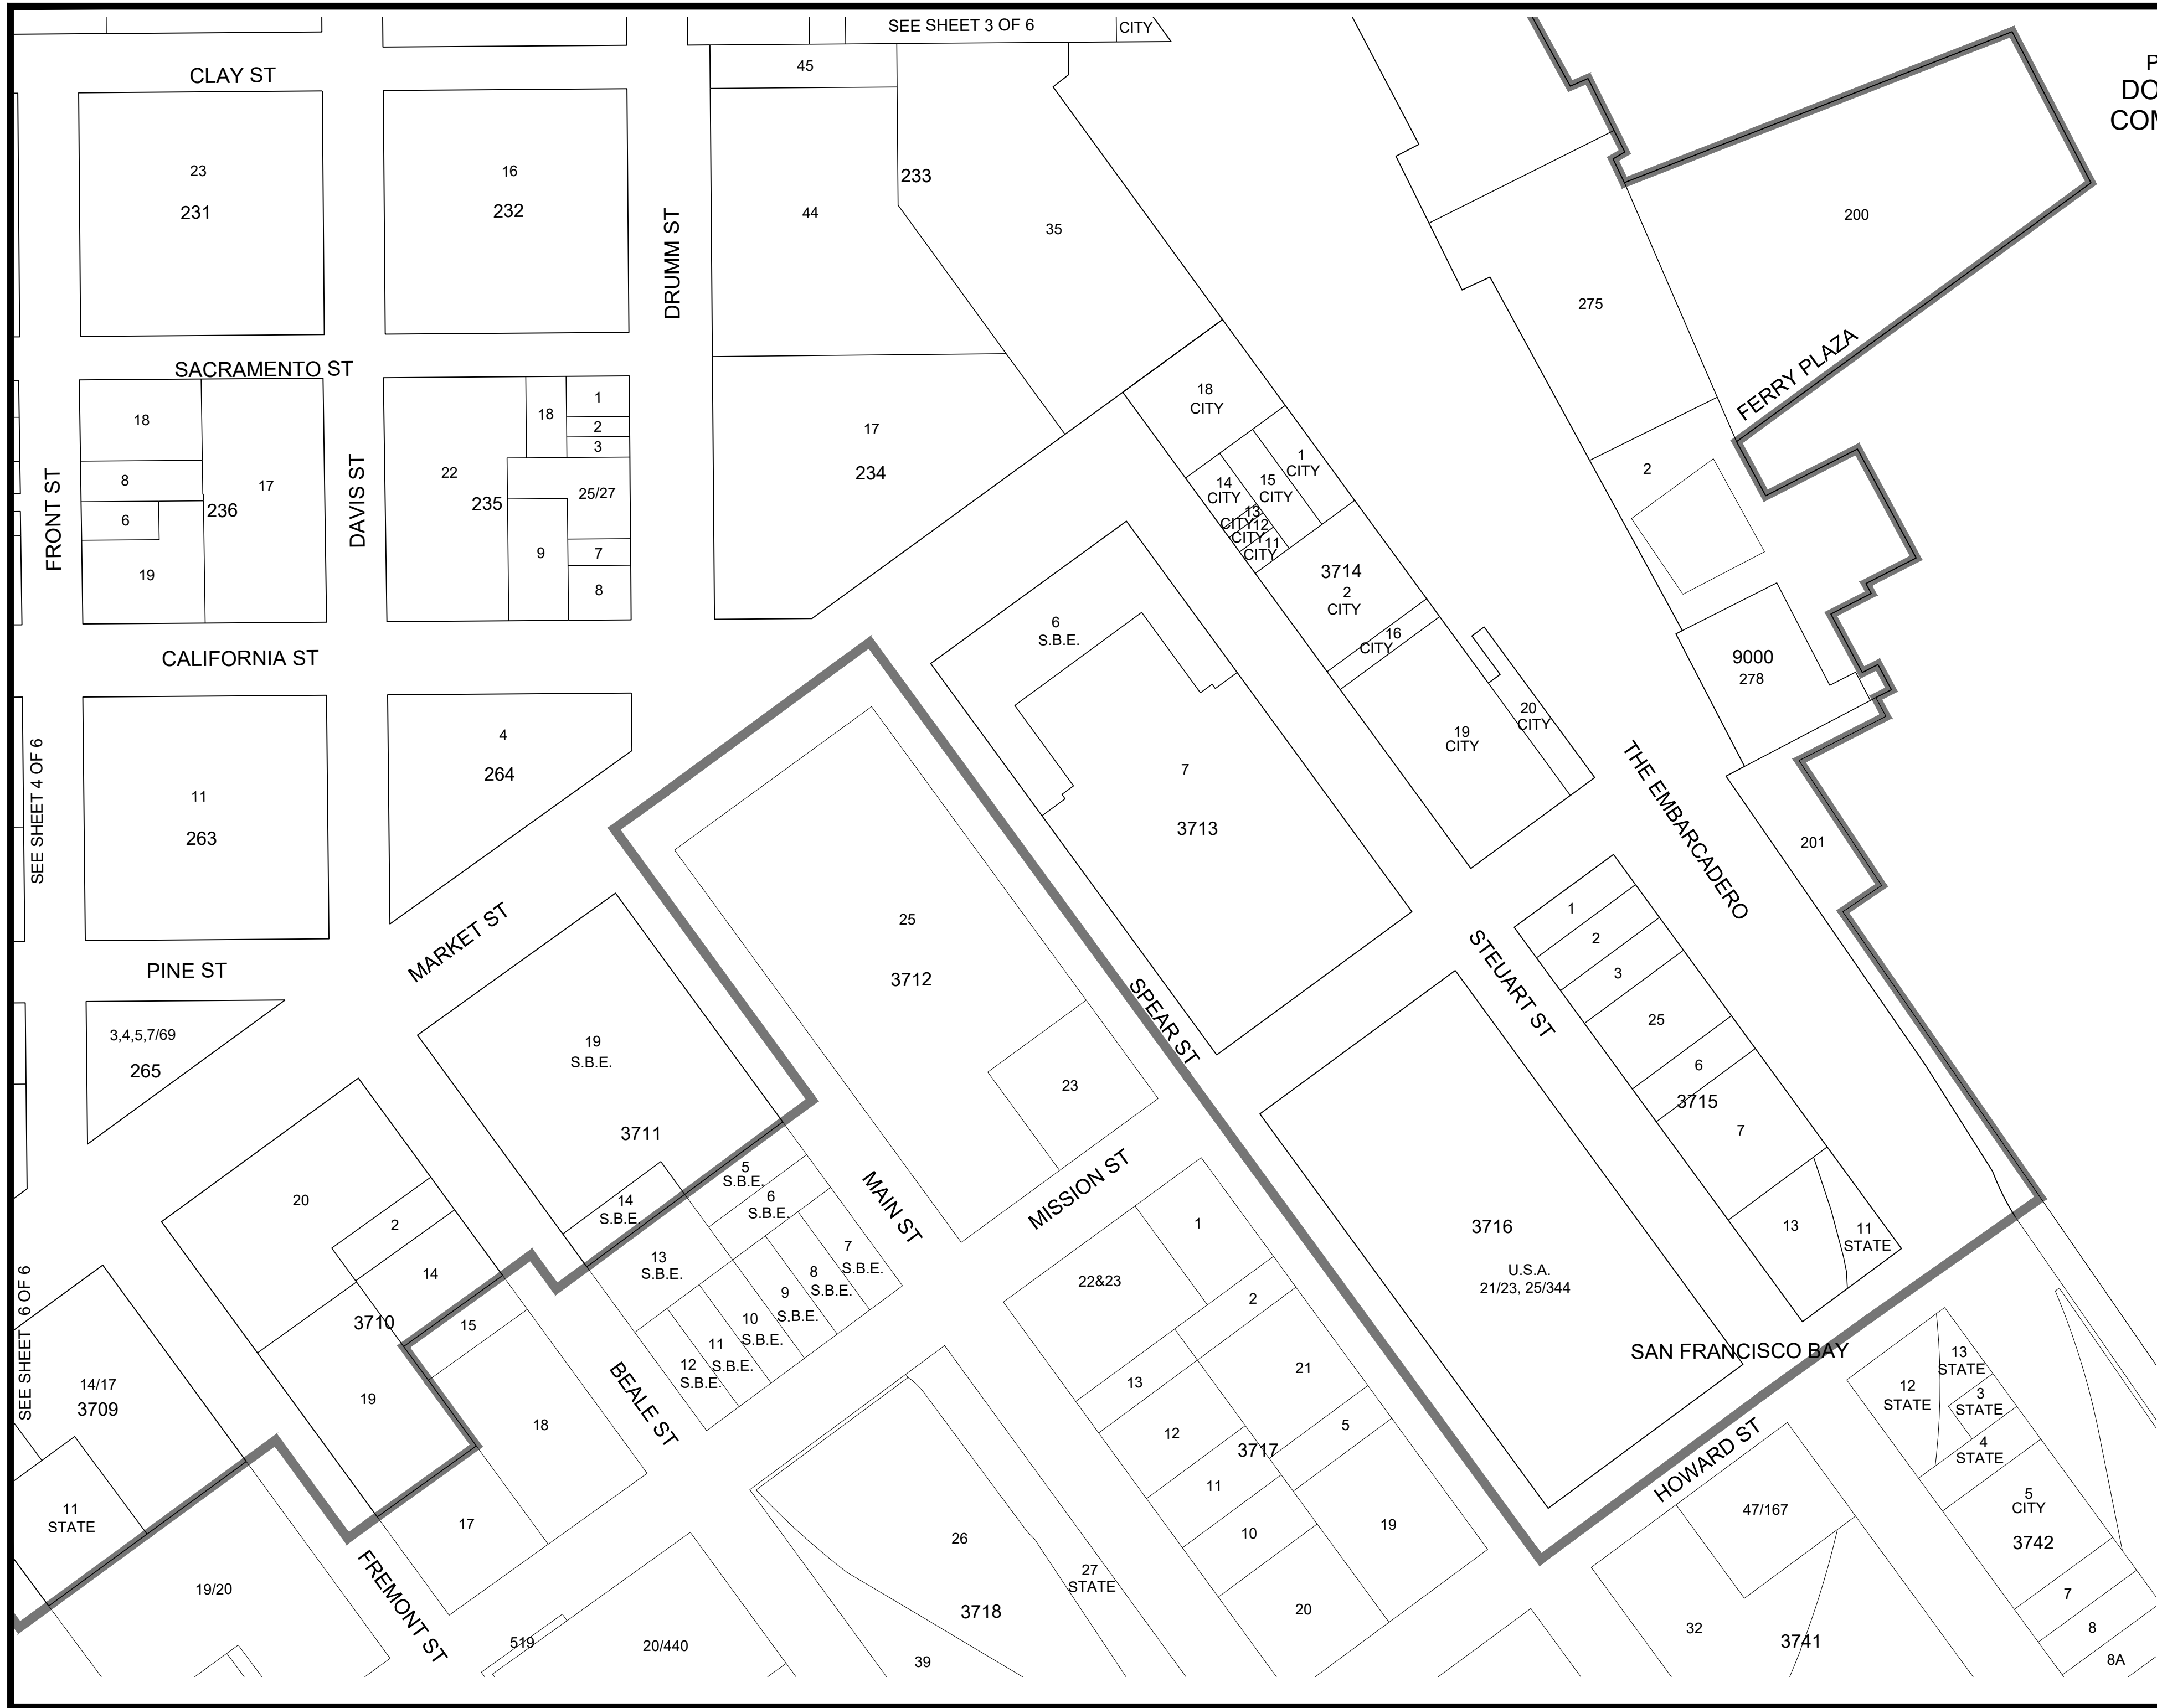 SEE SHEET 3 OF 6
CITY
P
DO
COM
CLAY ST
45
23
231
16
232
DRUMM ST
233
44
35
200
275
FERRY PLAZA
SACRAMENTO ST
18
8
6
19
236
17
FRONT ST
DAVIS ST
22
235
18
1
2
3
25/27
9
7
8
17
234
18
CITY
1
CITY
15
CITY
14
CITY
13
CITY
12
CITY
11
CITY
3714
2
CITY
16
CITY
19
CITY
20
CITY
2
9000
278
CALIFORNIA ST
SEE SHEET 4 OF 6
11
263
4
264
6
S.B.E.
7
3713
THE EMBARCADERO
201
PINE ST
MARKET ST
3,4,5,7/69
265
25
3712
23
SPEAR ST
STEUART ST
1
2
3
25
6
3715
7
13
11
STATE
19
S.B.E.
3711
14
S.B.E.
5
S.B.E.
6
S.B.E.
13
S.B.E.
7
S.B.E.
8
S.B.E.
9
S.B.E.
10
S.B.E.
11
S.B.E.
12
S.B.E.
MAIN ST
MISSION ST
20
2
14
3710
15
19
18
17
BEALE ST
SEE SHEET 6 OF 6
14/17
3709
11
STATE
19/20
FREMONT ST
519
20/440
26
3718
39
27
STATE
22&23
1
2
13
21
12
3717
5
11
10
19
20
3716
U.S.A.
21/23, 25/344
SAN FRANCISCO BAY
HOWARD ST
47/167
32
3741
12
STATE
13
STATE
3
STATE
4
STATE
5
CITY
3742
7
8
8A